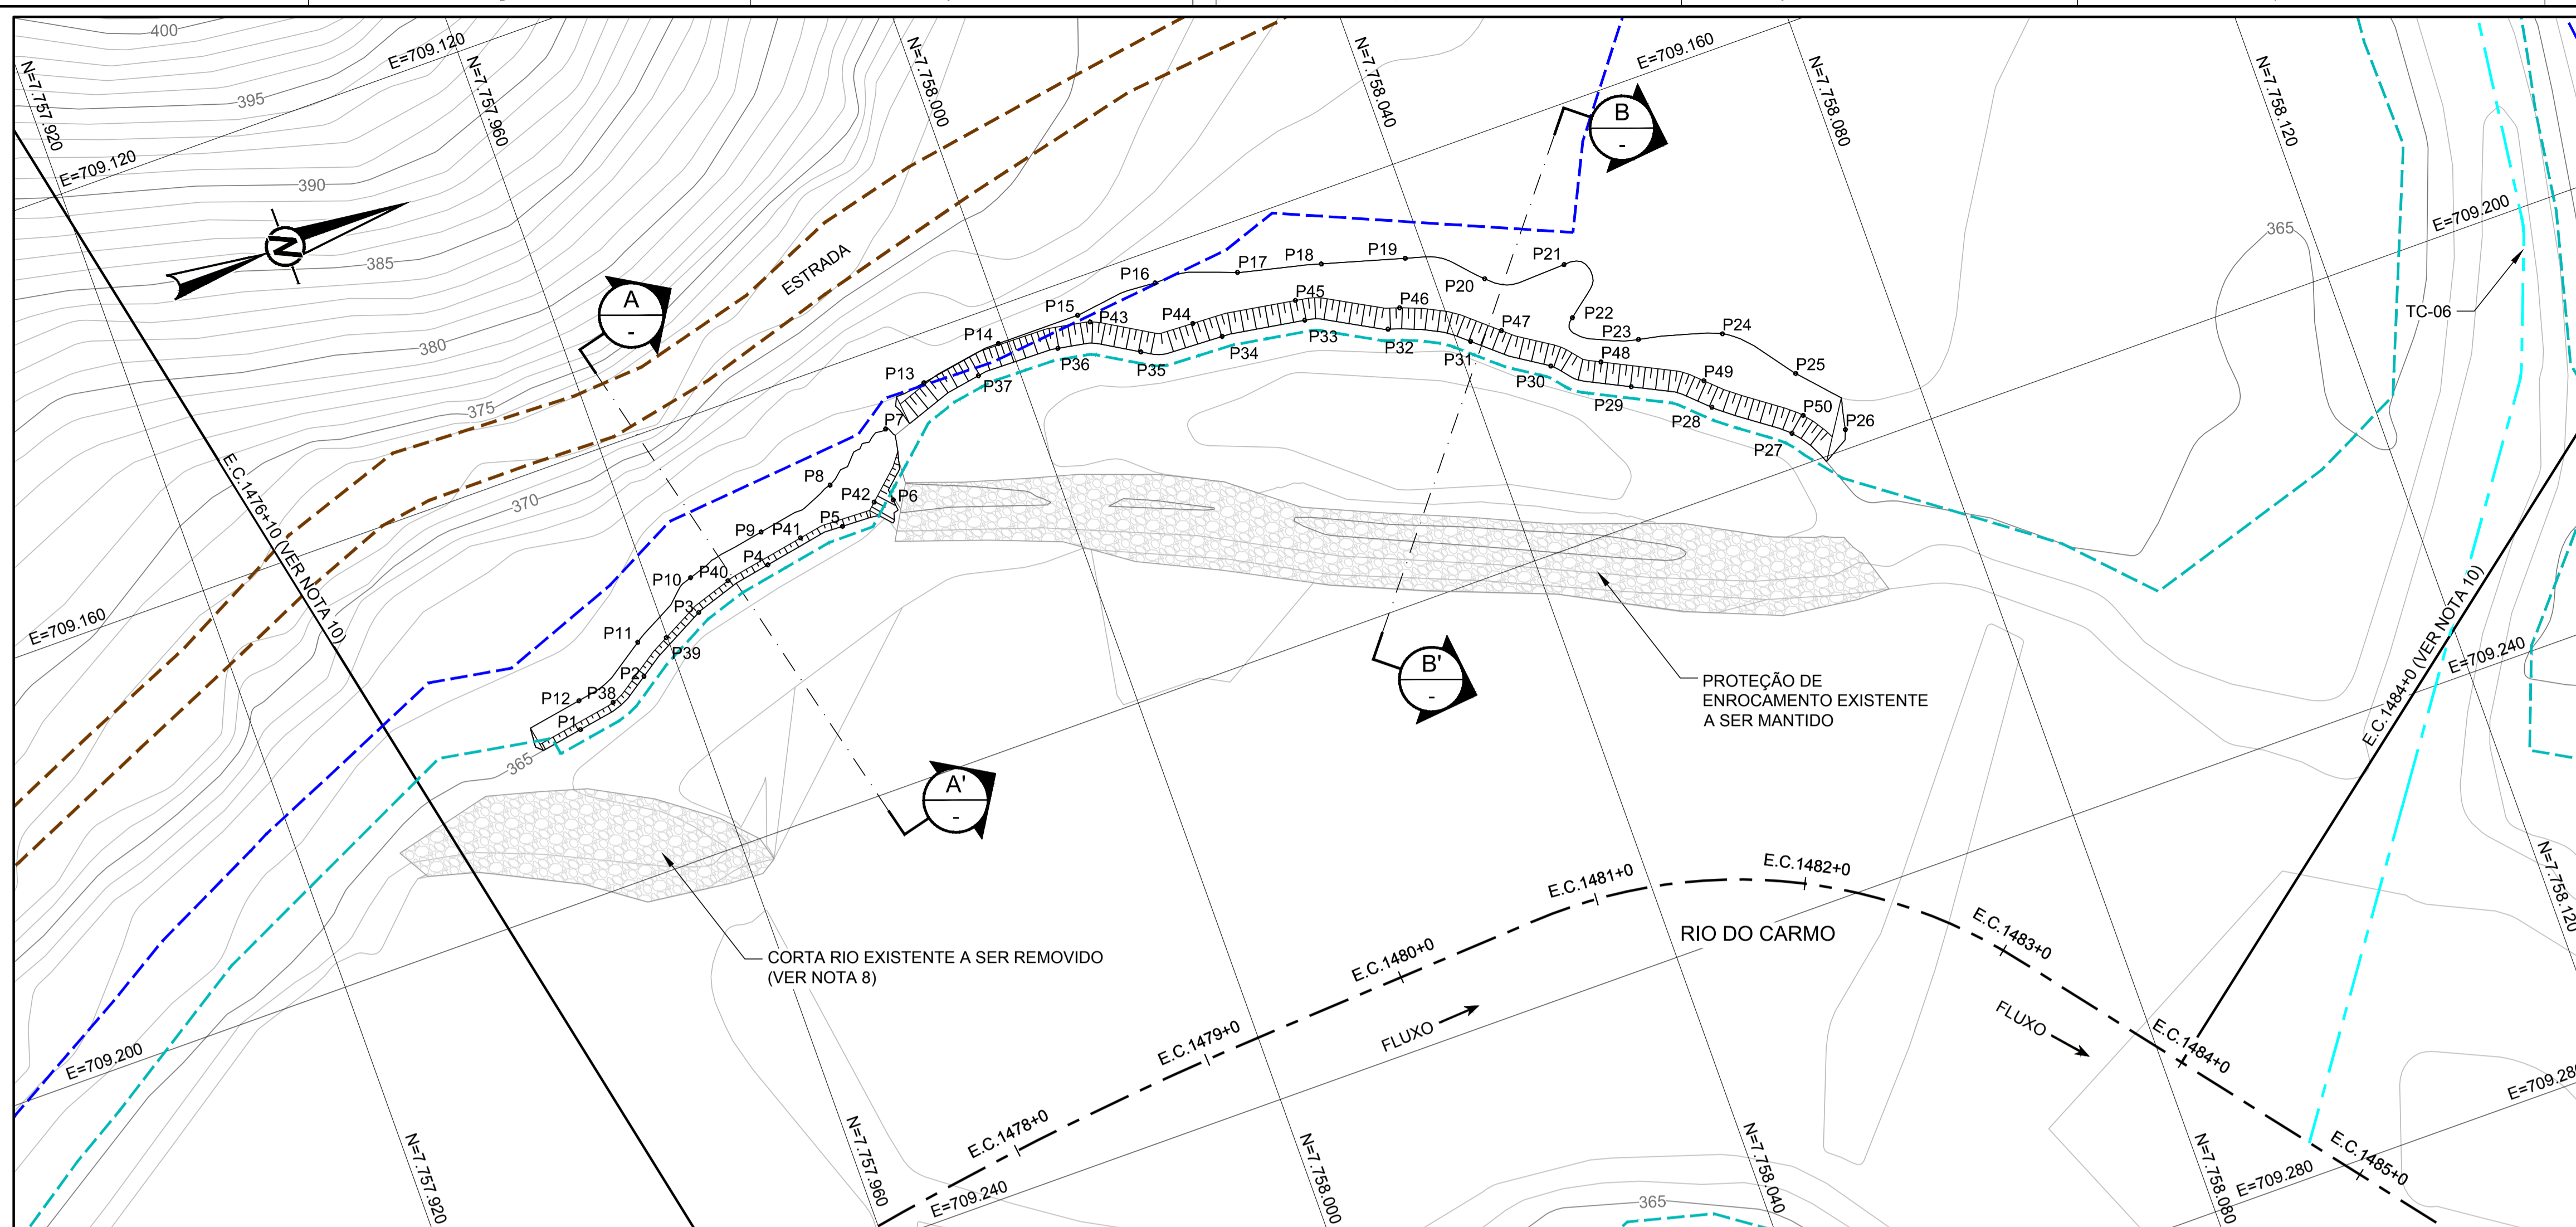 400
N=7.757.920
E=709.120
N=7.757.960
N=7.758.000
N=7.758.040
E=709.160
N=7.758.080
N=7.758.120
395
E=709.120
390
385
380
375
370
N
A
-
ESTRADA
B
-
365
E=709.200
TC-06
P13
P14
P15
P16
P17
P18
P19
P20
P21
P22
P23
P24
P25
P26
P43
P44
P45
P46
P47
P48
P49
P50
P37
P36
P35
P34
P33
P32
P31
P30
P29
P28
P27
P7
P8
P42
P6
P5
P9
P41
P4
P10
P40
P3
P11
P39
P2
P12
P38
P1
E.C.1476+10 (VER NOTA 10)
E=709.160
365
A'
-
B'
-
PROTEÇÃO DE
ENROCAMENTO EXISTENTE
A SER MANTIDO
E.C.1484+0 (VER NOTA 10)
E=709.240
CORTA RIO EXISTENTE A SER REMOVIDO
(VER NOTA 8)
RIO DO CARMO
E.C.1478+0
E.C.1479+0
E.C.1480+0
E.C.1481+0
E.C.1482+0
E.C.1483+0
E.C.1484+0
E.C.1485+0
FLUXO
FLUXO
E=709.200
N=7.757.920
N=7.757.960
E=709.240
N=7.758.000
N=7.758.040
365
N=7.758.080
E=709.280
N=7.758.120